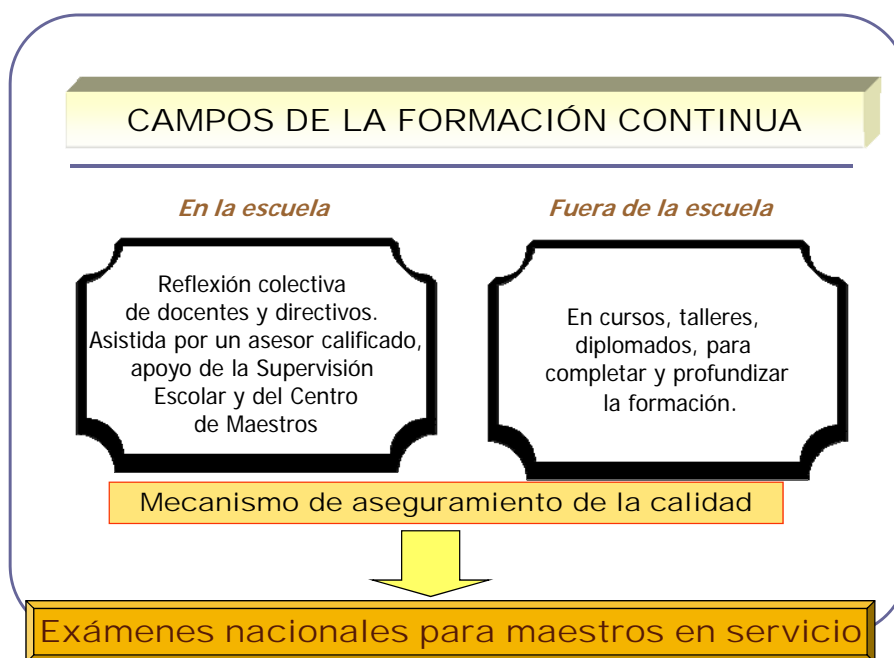 CAMPOS DE LA FORMACIÓN CONTINUA
En la escuela
Reflexión colectiva
de docentes y directivos.
Asistida por un asesor calificado,
apoyo de la Supervisión
Escolar y del Centro
de Maestros
Fuera de la escuela
En cursos, talleres,
diplomados, para
completar y profundizar
la formación.
Mecanismo de aseguramiento de la calidad
Exámenes nacionales para maestros en servicio